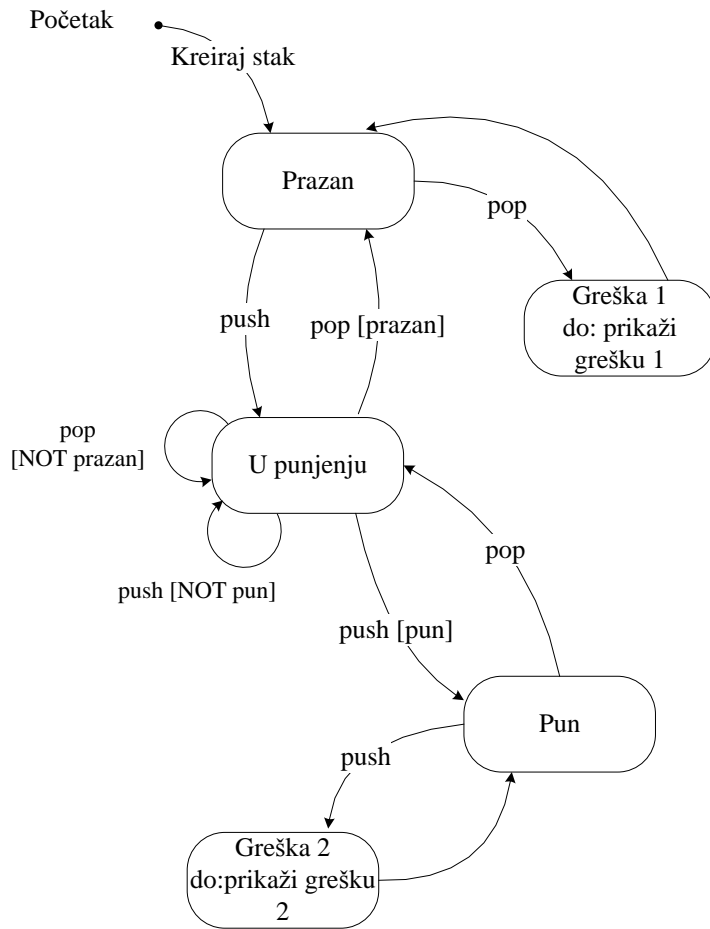 Početak
Kreiraj stak
Prazan
pop
Greška 1
do: prikaži
grešku 1
push
pop [prazan]
pop
[NOT prazan]
U punjenju
push [NOT pun]
pop
push [pun]
Pun
push
Greška 2
do:prikaži grešku
2